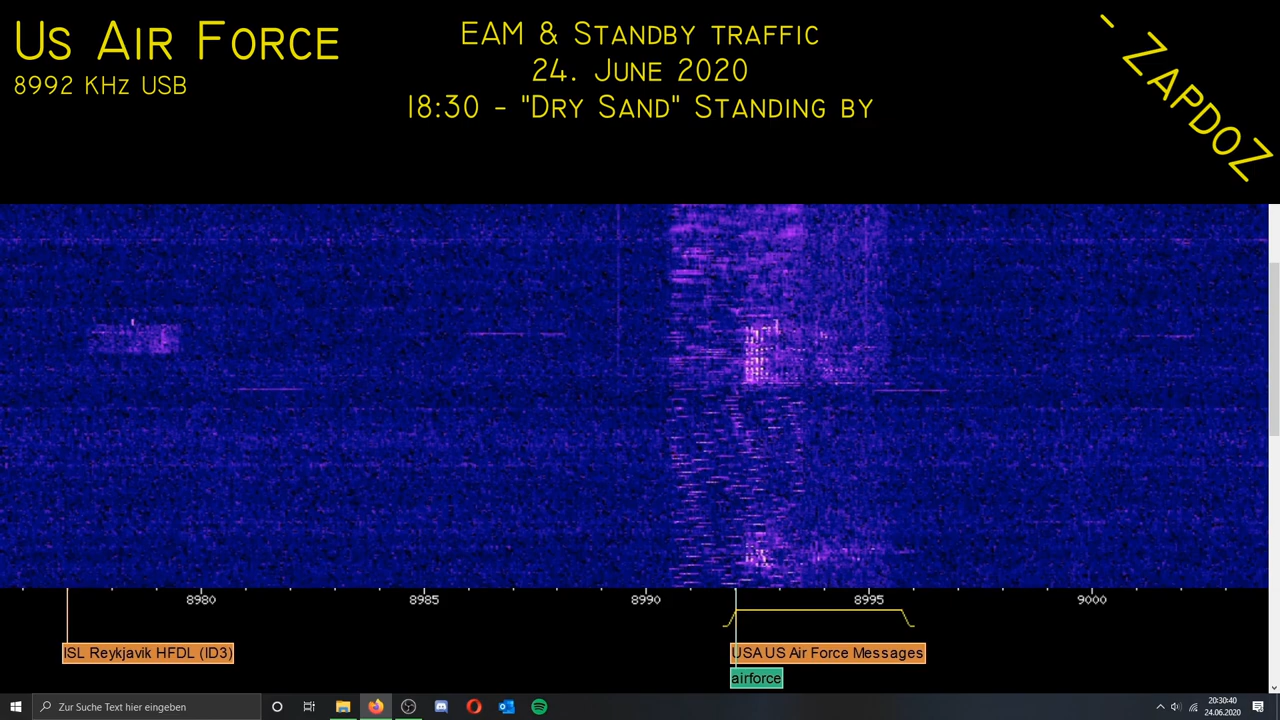 Us Air Force
8992 KHz USB
EAM & Standby traffic
24. June 2020
18:30 - "Dry Sand" Standing by
- ZAPDOZ
8980
8985
8990
8995
9000
ISL Reykjavik HFDL (ID3)
USA US Air Force Messages
airforce
Zur Suche Text hier eingeben
20:30:40
24.06.2020